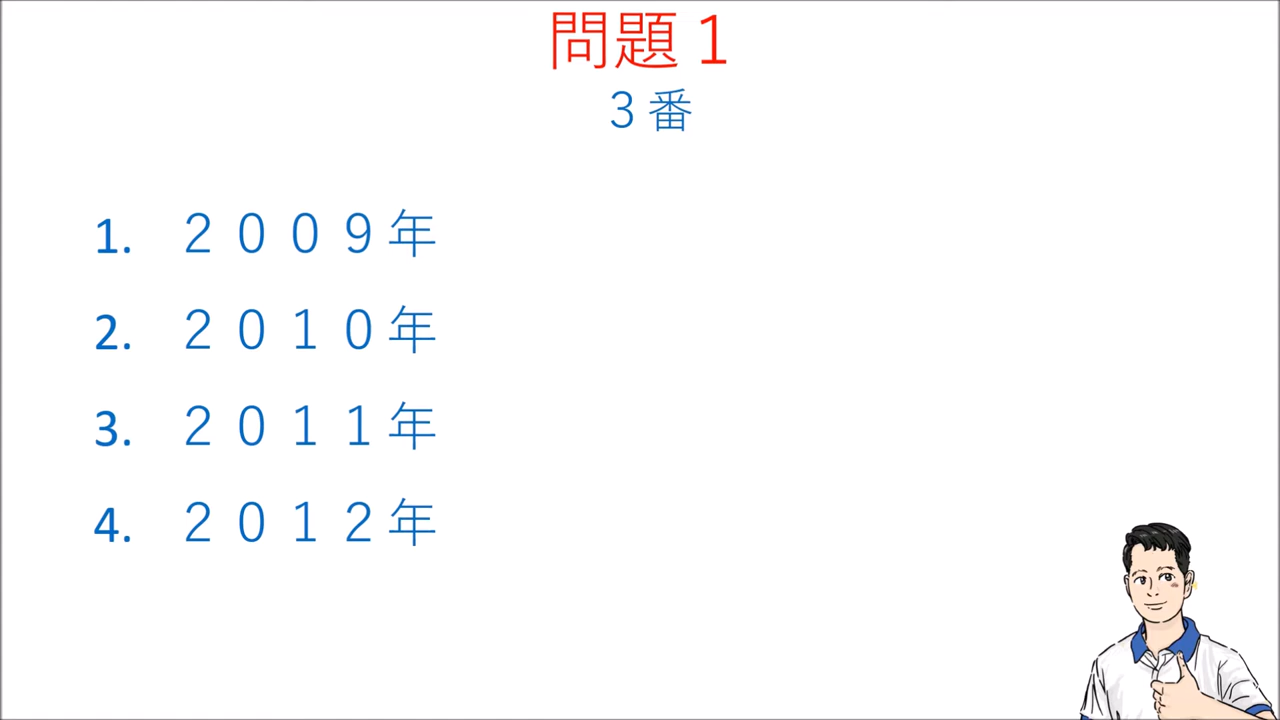 問題１
３番
1. ２００９年
2. ２０１０年
3. ２０１１年
4. ２０１２年